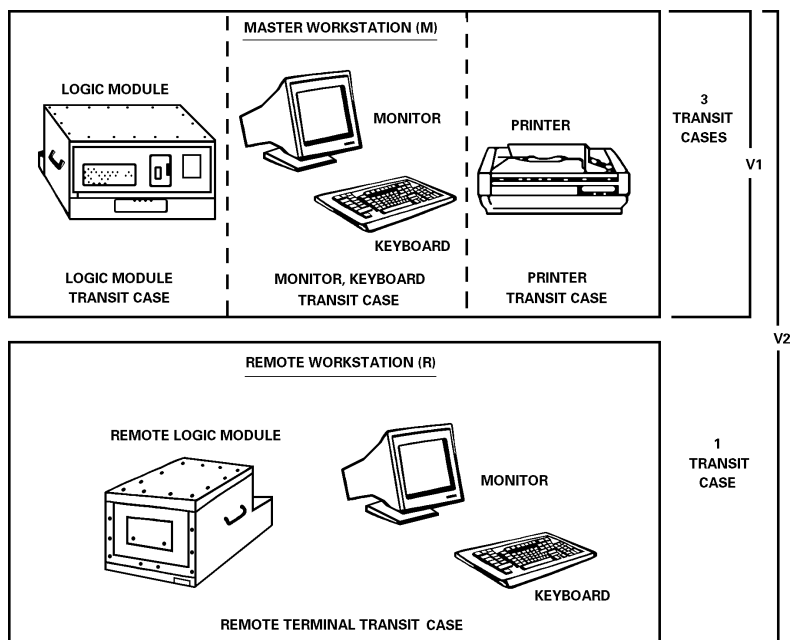 MASTER WORKSTATION (M)
LOGIC MODULE
MONITOR
PRINTER
KEYBOARD
LOGIC MODULE
TRANSIT CASE
MONITOR, KEYBOARD
TRANSIT CASE
PRINTER
TRANSIT CASE
3
TRANSIT
CASES
V1
V2
REMOTE WORKSTATION (R)
REMOTE LOGIC MODULE
MONITOR
KEYBOARD
REMOTE TERMINAL TRANSIT CASE
1
TRANSIT
CASE